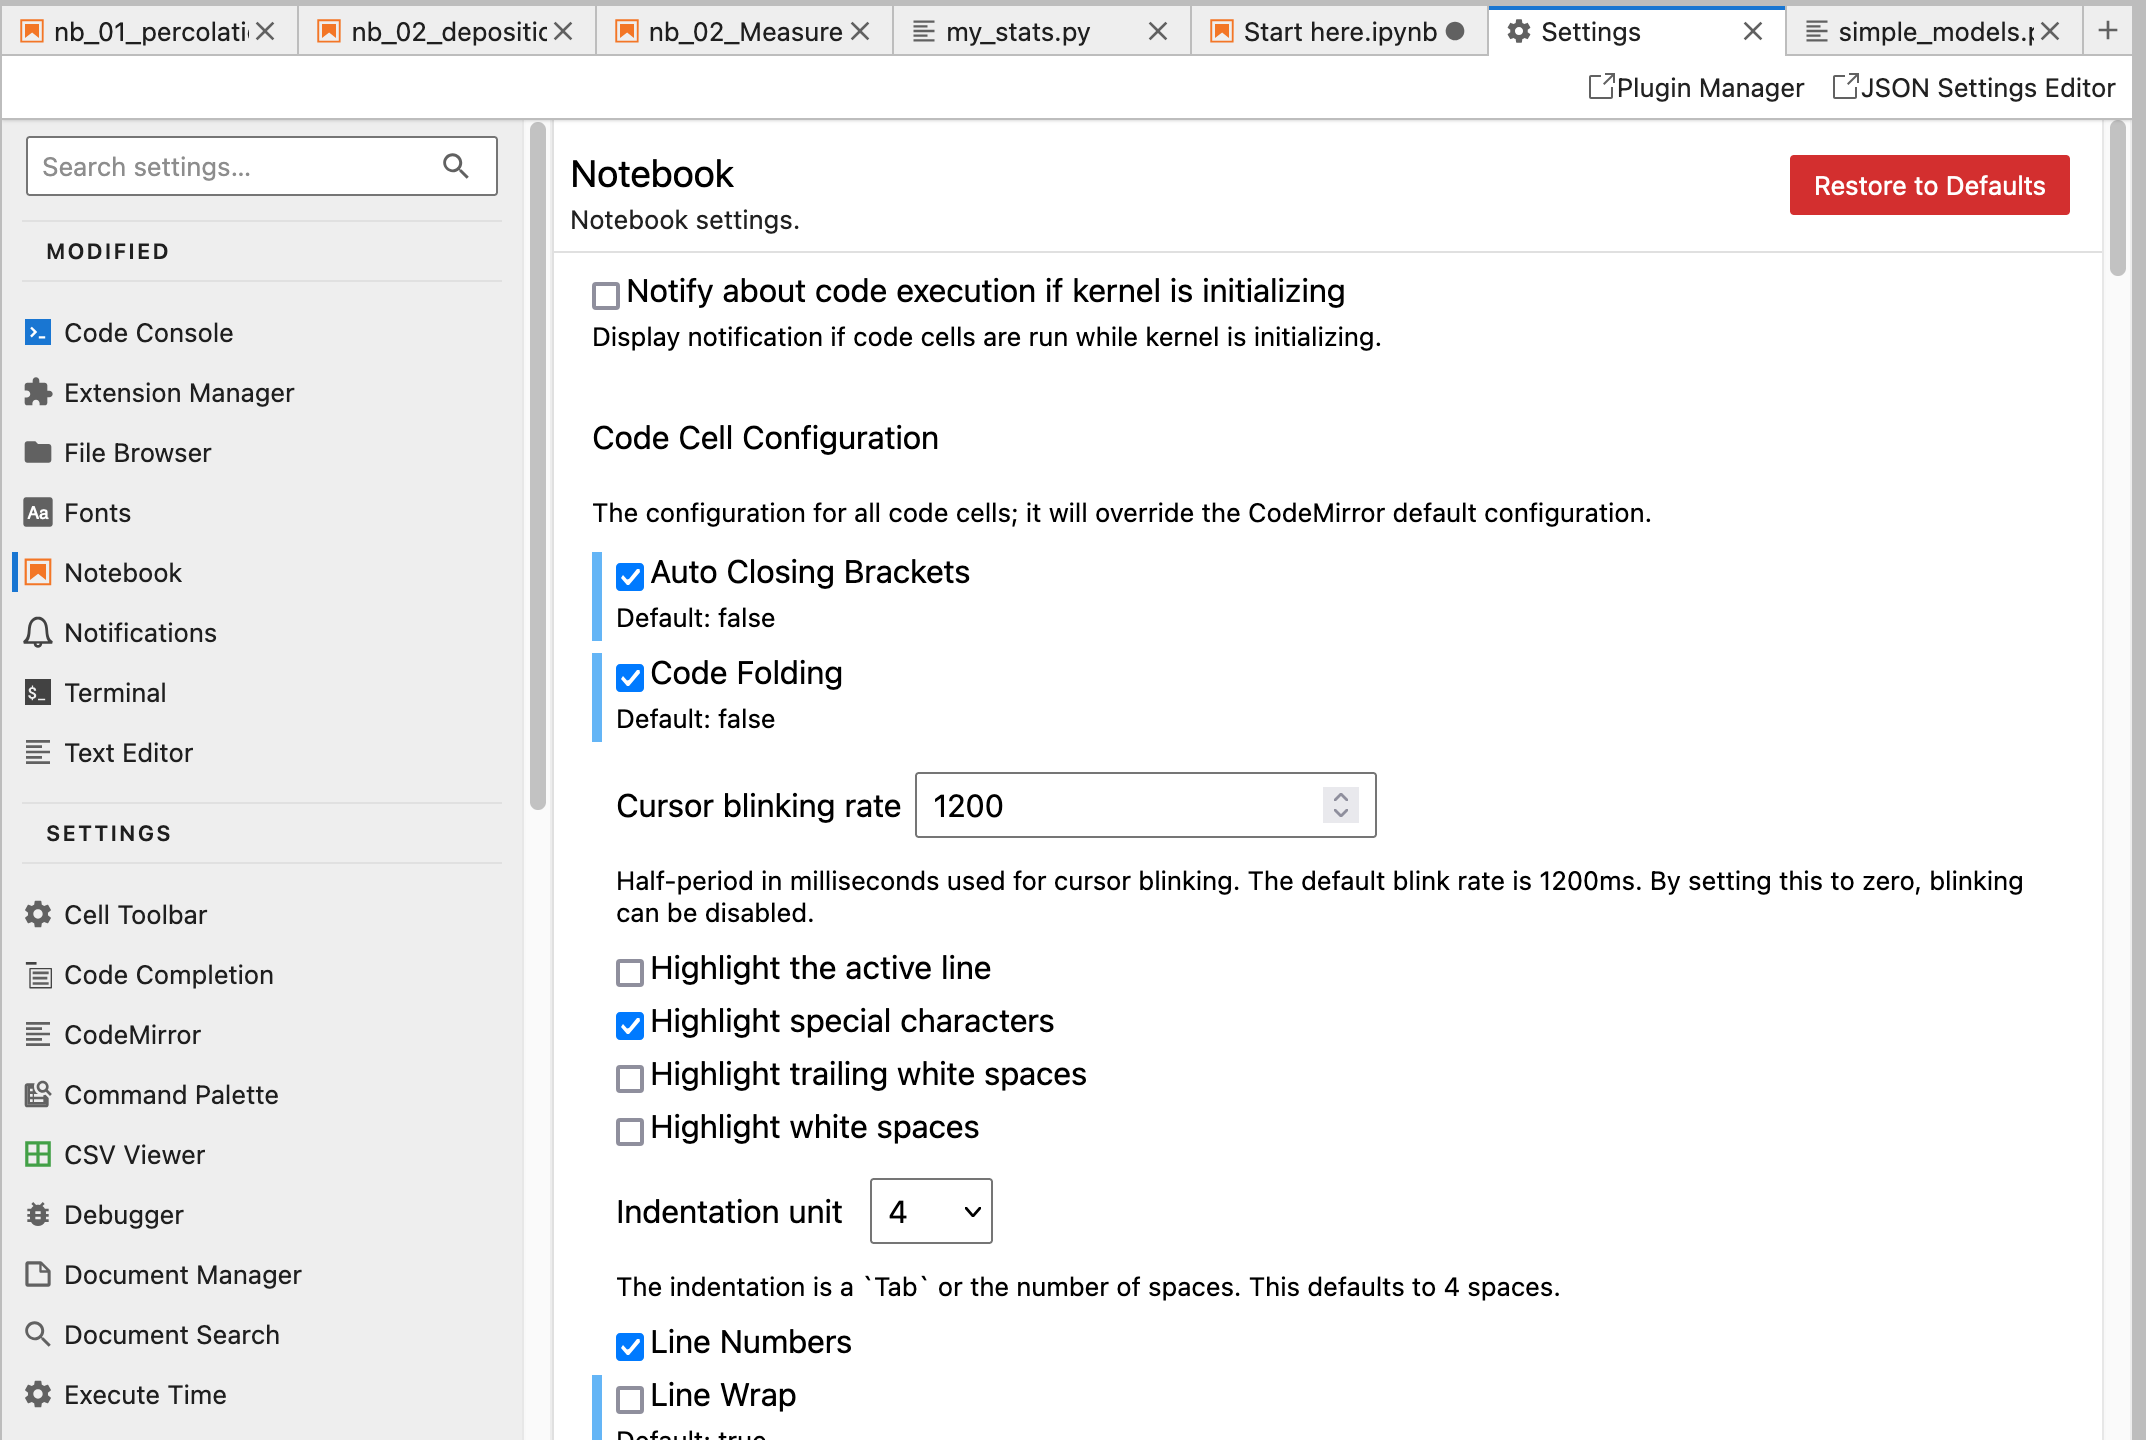 nb_01_percolati
nb_02_depositic
nb_02_Measure
my_stats.py
Start here.ipynb
Settings
simple_models.p
Plugin Manager
JSON Settings Editor
Search settings...
MODIFIED
Code Console
Extension Manager
File Browser
Aa Fonts
Notebook
Notifications
$_ Terminal
Text Editor
SETTINGS
Cell Toolbar
Code Completion
CodeMirror
Command Palette
CSV Viewer
Debugger
Document Manager
Document Search
Execute Time
Notebook
Restore to Defaults
Notebook settings.
Notify about code execution if kernel is initializing
Display notification if code cells are run while kernel is initializing.
Code Cell Configuration
The configuration for all code cells; it will override the CodeMirror default configuration.
Auto Closing Brackets
Default: false
Code Folding
Default: false
Cursor blinking rate 1200
Half-period in milliseconds used for cursor blinking. The default blink rate is 1200ms. By setting this to zero, blinking
can be disabled.
Highlight the active line
Highlight special characters
Highlight trailing white spaces
Highlight white spaces
Indentation unit 4
The indentation is a `Tab` or the number of spaces. This defaults to 4 spaces.
Line Numbers
Line Wrap
Default: true